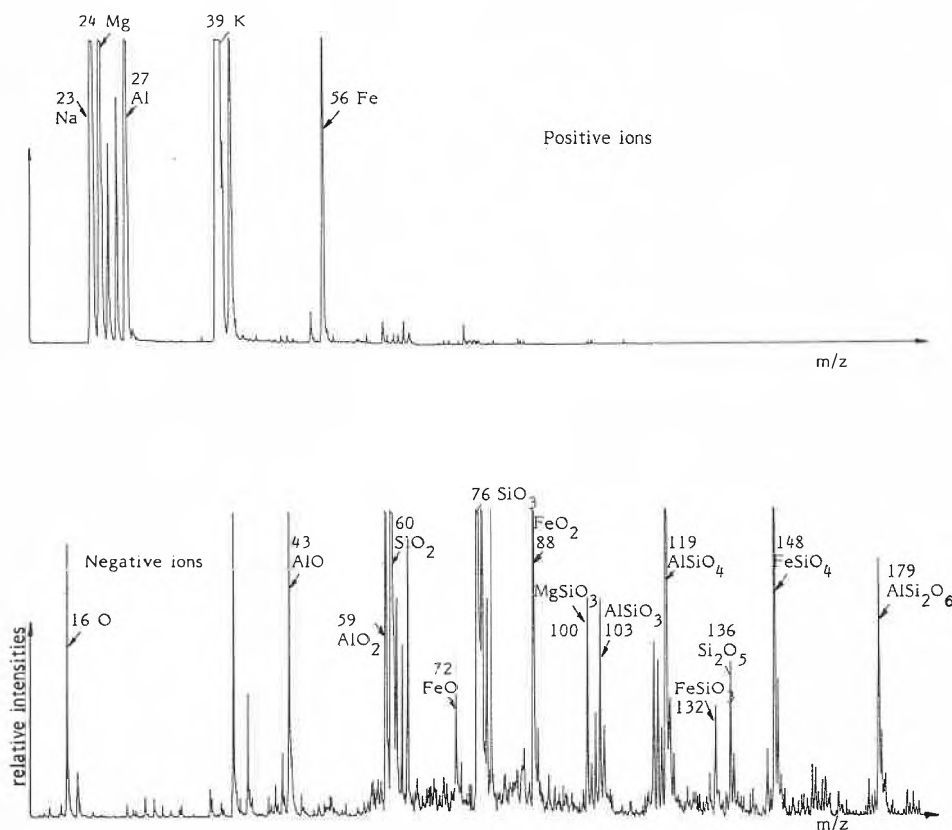 24 Mg
39 K
27
Al
23
Na
56 Fe
Positive ions
m/z
76 SiO3
60
SiO2
43
AlO
Negative ions
FeO2
88
119
AlSiO4
148
FeSiO4
179
AlSi2O6
16 O
59
AlO2
MgSiO3
100
AlSiO3
103
136
Si2O5
72
FeO
FeSiO3
132
relative intensities
m/z